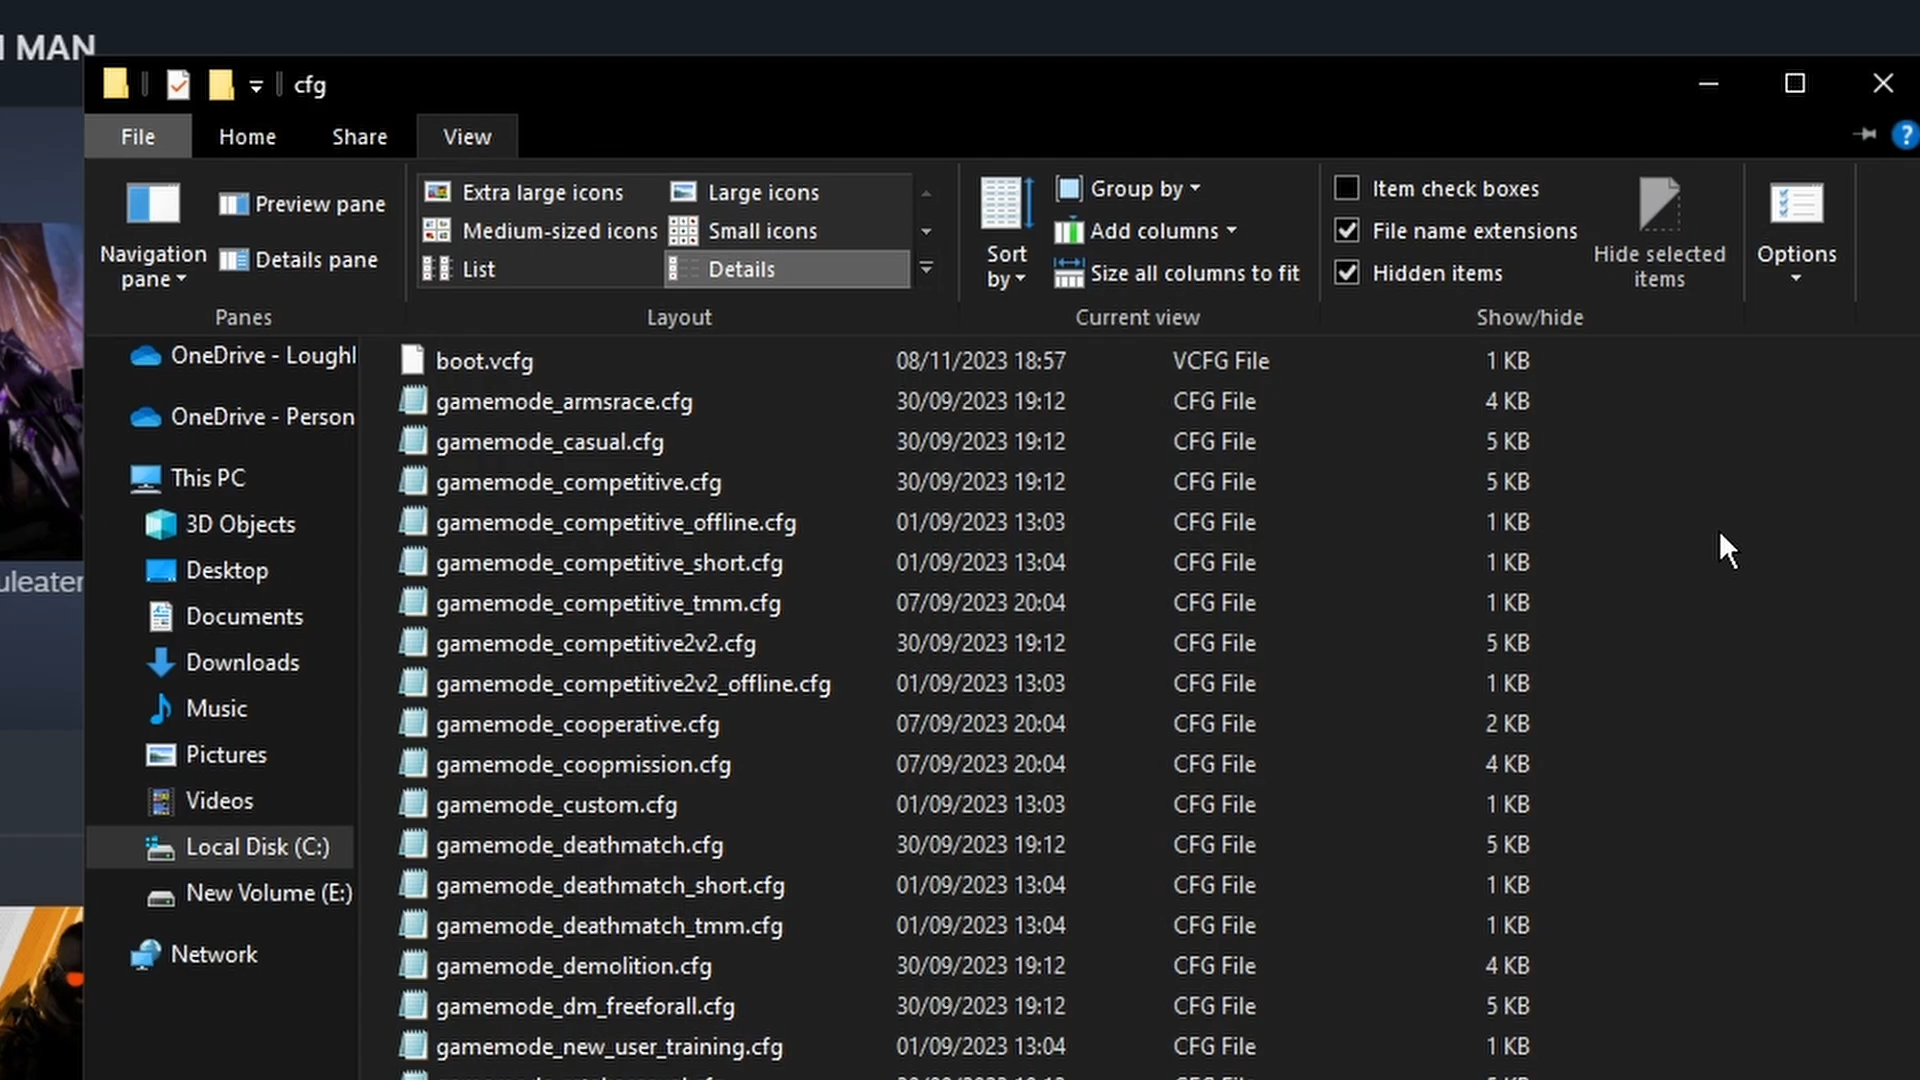 MAN
cfg
File Home Share View
Navigation pane
Preview pane
Details pane
Extra large icons Large icons
Medium-sized icons Small icons
List Details
Sort by
Group by
Add columns
Size all columns to fit
Item check boxes
File name extensions
Hidden items
Hide selected items
Options
Panes Layout Current view Show/hide
uleater
OneDrive - Loughl
OneDrive - Person
This PC
3D Objects
Desktop
Documents
Downloads
Music
Pictures
Videos
Local Disk (C:)
New Volume (E:)
Network
boot.vcfg 08/11/2023 18:57 VCFG File 1 KB
gamemode_armsrace.cfg 30/09/2023 19:12 CFG File 4 KB
gamemode_casual.cfg 30/09/2023 19:12 CFG File 5 KB
gamemode_competitive.cfg 30/09/2023 19:12 CFG File 5 KB
gamemode_competitive_offline.cfg 01/09/2023 13:03 CFG File 1 KB
gamemode_competitive_short.cfg 01/09/2023 13:04 CFG File 1 KB
gamemode_competitive_tmm.cfg 07/09/2023 20:04 CFG File 1 KB
gamemode_competitive2v2.cfg 30/09/2023 19:12 CFG File 5 KB
gamemode_competitive2v2_offline.cfg 01/09/2023 13:03 CFG File 1 KB
gamemode_cooperative.cfg 07/09/2023 20:04 CFG File 2 KB
gamemode_coopmission.cfg 07/09/2023 20:04 CFG File 4 KB
gamemode_custom.cfg 01/09/2023 13:03 CFG File 1 KB
gamemode_deathmatch.cfg 30/09/2023 19:12 CFG File 5 KB
gamemode_deathmatch_short.cfg 01/09/2023 13:04 CFG File 1 KB
gamemode_deathmatch_tmm.cfg 01/09/2023 13:04 CFG File 1 KB
gamemode_demolition.cfg 30/09/2023 19:12 CFG File 4 KB
gamemode_dm_freeforall.cfg 30/09/2023 19:12 CFG File 5 KB
gamemode_new_user_training.cfg 01/09/2023 13:04 CFG File 1 KB